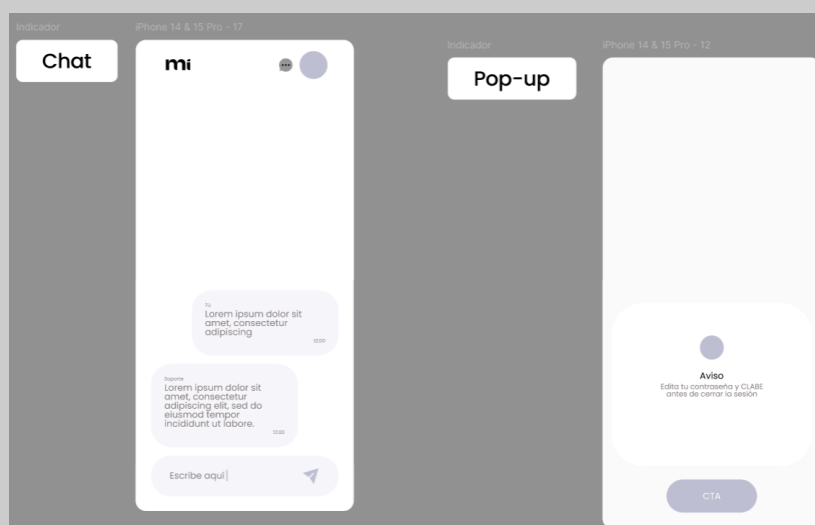 Indicador
Chat
iPhone 14 & 15 Pro - 17
mi
Tú
Lorem ipsum dolor sit
amet, consectetur
adipiscing
Soporte
Lorem ipsum dolor sit
amet, consectetur
adipiscing elit, sed do
eiusmod tempor
incididunt ut labore.
Escribe aquí
Indicador
Pop-up
iPhone 14 & 15 Pro - 12
Aviso
Edita tu contraseña y CLABE
antes de cerrar la sesión
CTA